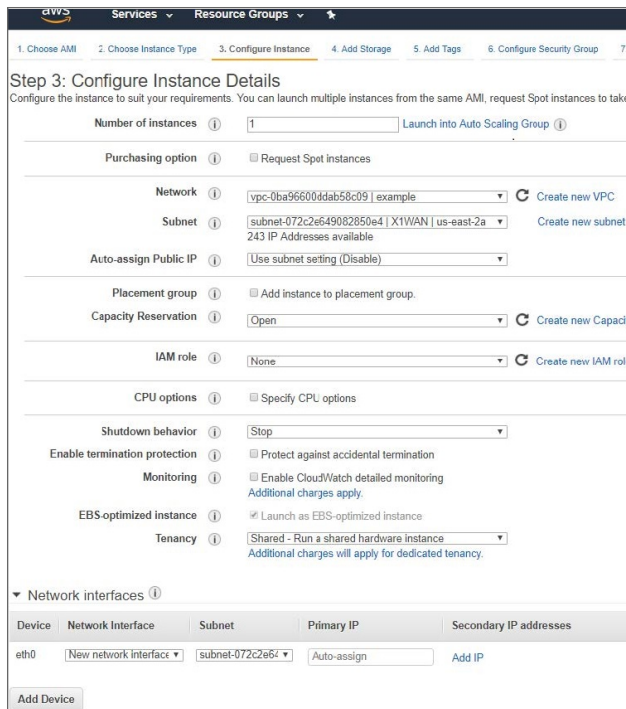 aws Services Resource Groups
1. Choose AMI 2. Choose Instance Type 3. Configure Instance 4. Add Storage 5. Add Tags 6. Configure Security Group 7
Step 3: Configure Instance Details
Configure the instance to suit your requirements. You can launch multiple instances from the same AMI, request Spot instances to take
Number of instances 1 Launch into Auto Scaling Group
Purchasing option Request Spot instances
Network vpc-0ba96600ddab58c09 | example Create new VPC
Subnet subnet-072c2e649082850e4 | X1WAN | us-east-2a Create new subnet
243 IP Addresses available
Auto-assign Public IP Use subnet setting (Disable)
Placement group Add instance to placement group.
Capacity Reservation Open Create new Capaci
IAM role None Create new IAM rol
CPU options Specify CPU options
Shutdown behavior Stop
Enable termination protection Protect against accidental termination
Monitoring Enable CloudWatch detailed monitoring
Additional charges apply.
EBS-optimized instance Launch as EBS-optimized instance
Tenancy Shared - Run a shared hardware instance
Additional charges will apply for dedicated tenancy.
Network interfaces
Device Network Interface Subnet Primary IP Secondary IP addresses
eth0 New network interface subnet-072c2e64 Auto-assign Add IP
Add Device